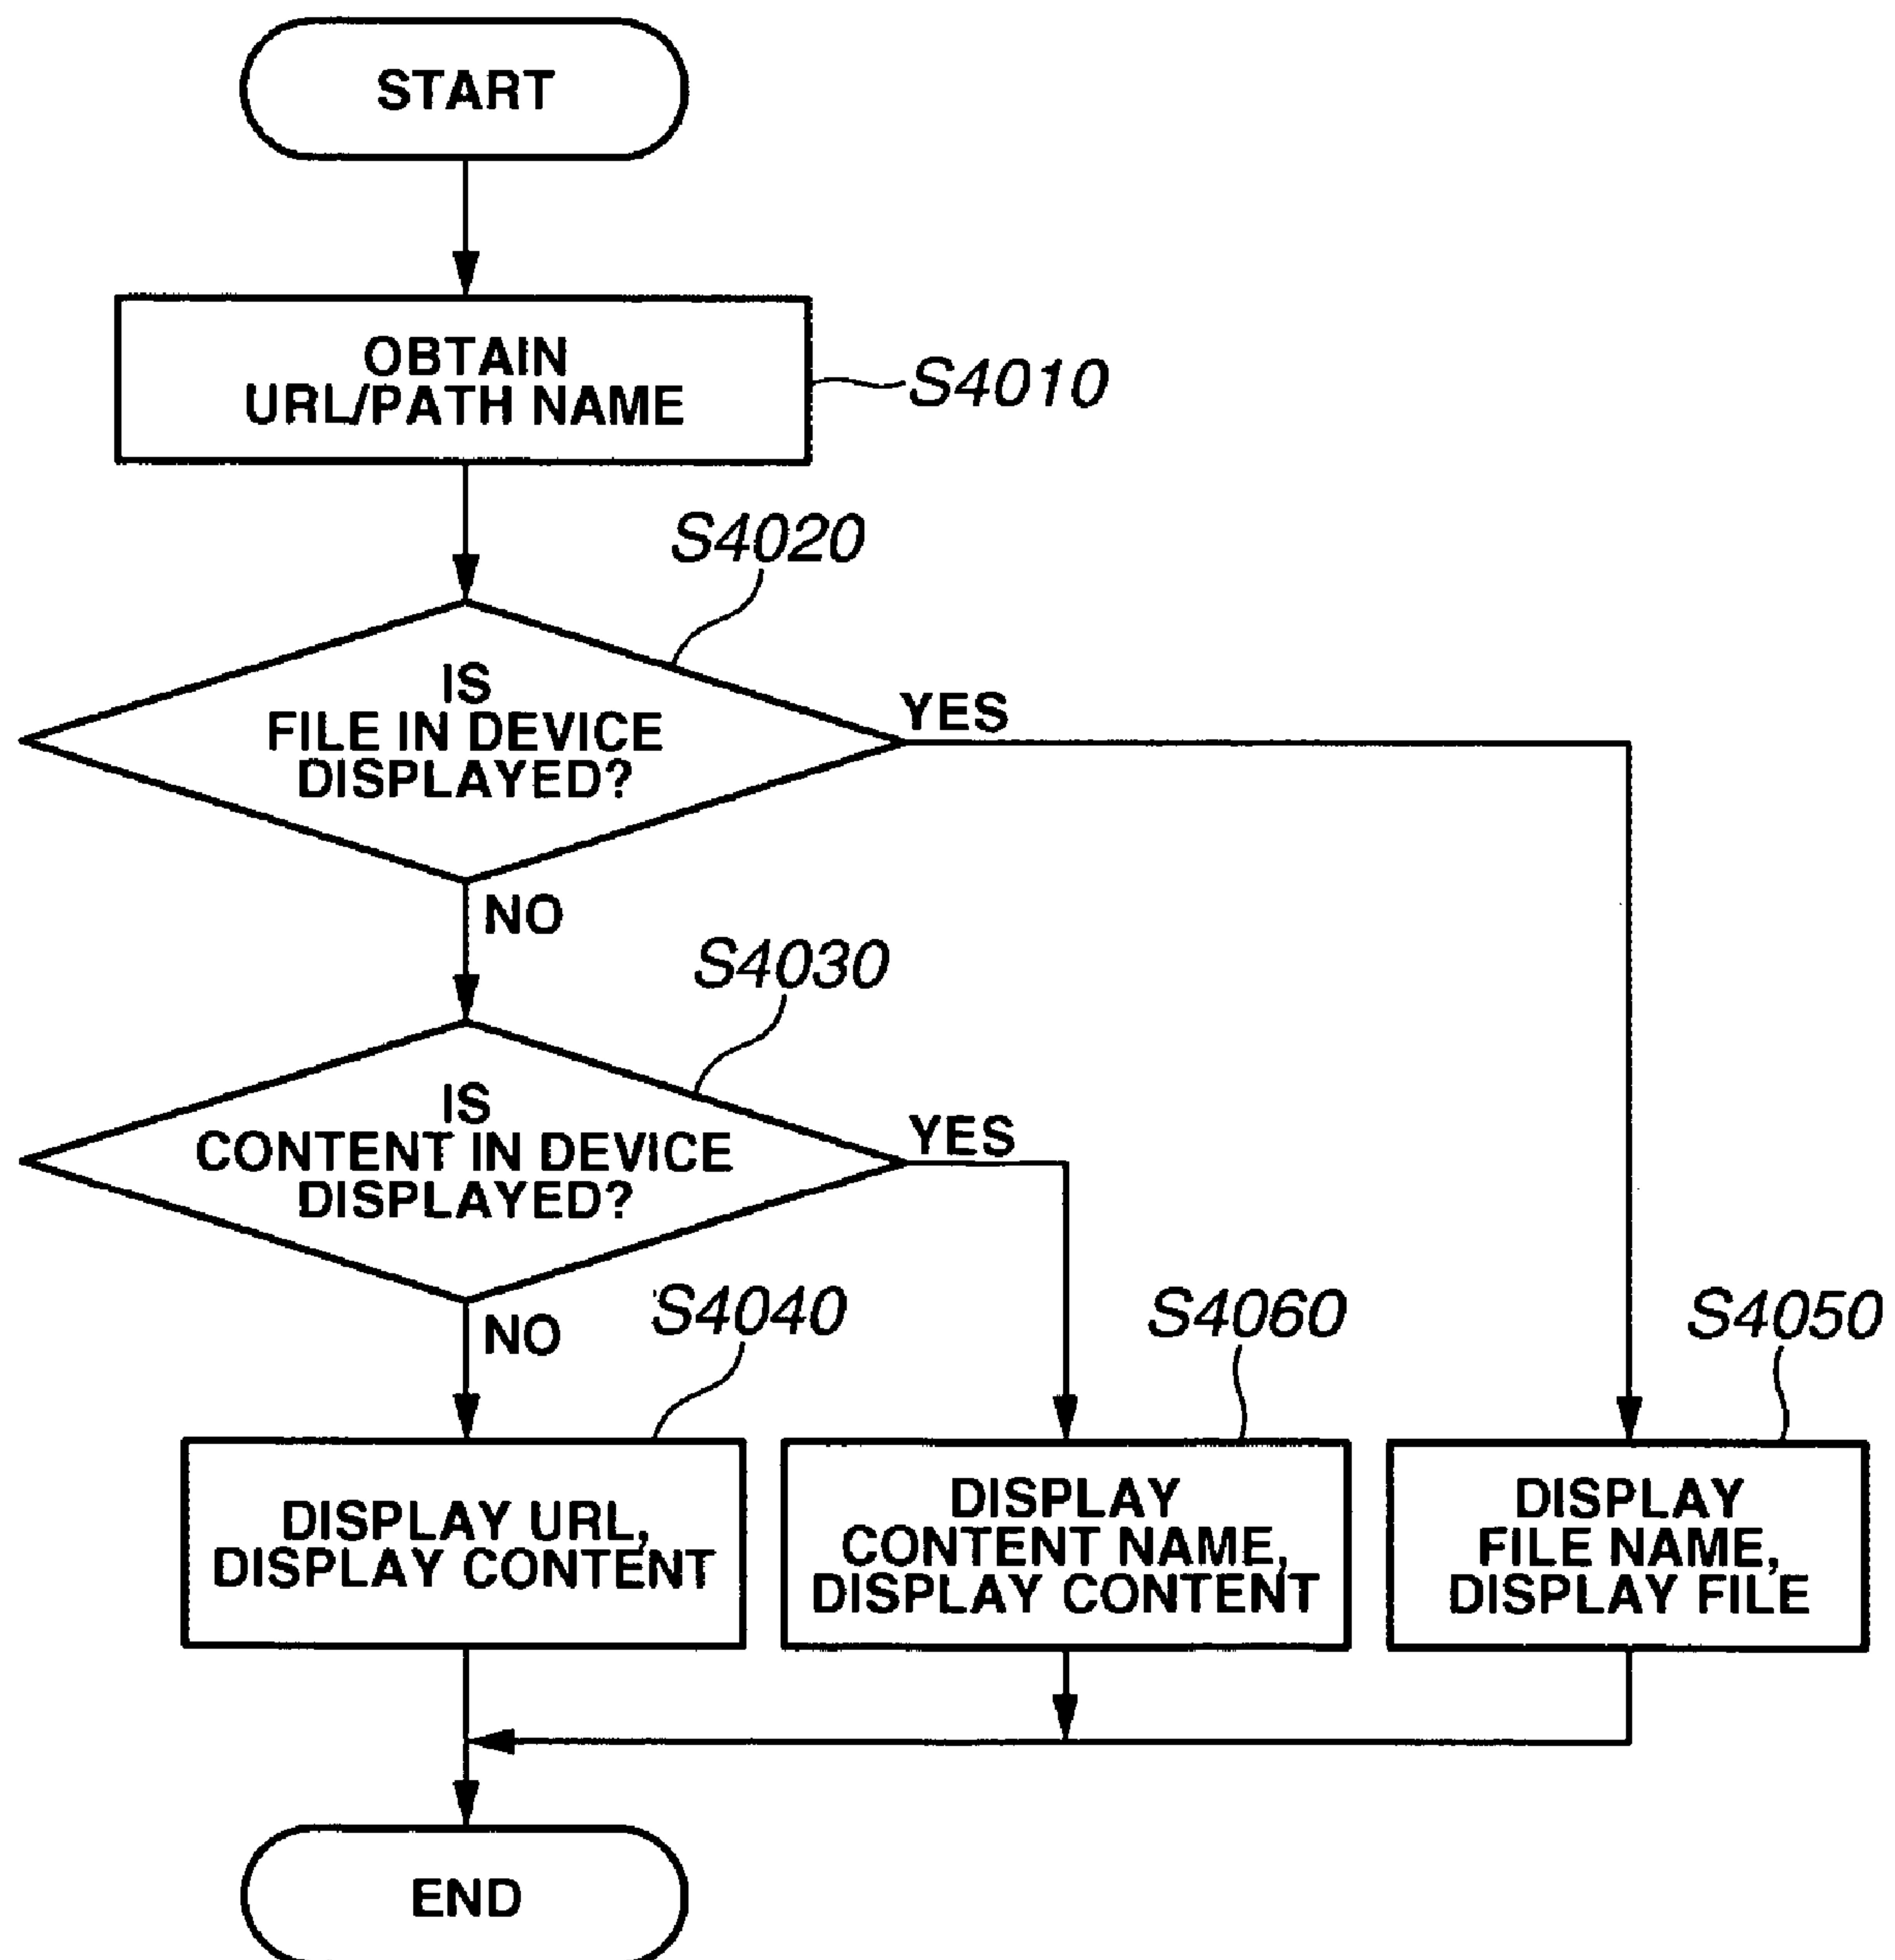 START
OBTAIN
URL/PATH NAME
S4010
S4020
IS
FILE IN DEVICE
DISPLAYED?
YES
NO
S4030
IS
CONTENT IN DEVICE
DISPLAYED?
YES
NO
S4040
S4060
S4050
DISPLAY URL,
DISPLAY CONTENT
DISPLAY
CONTENT NAME,
DISPLAY CONTENT
DISPLAY
FILE NAME,
DISPLAY FILE
END